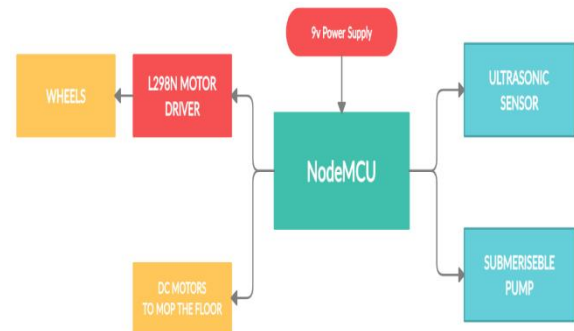 9v Power Supply
WHEELS
L298N MOTOR
DRIVER
NodeMCU
ULTRASONIC
SENSOR
DC MOTORS
TO MOP THE FLOOR
SUBMERISEBLE
PUMP